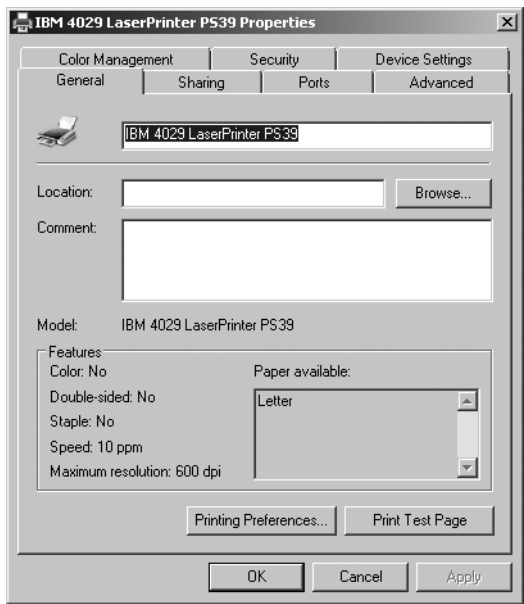 IBM 4029 LaserPrinter PS39 Properties
Color Management Security Device Settings
General Sharing Ports Advanced
IBM 4029 LaserPrinter PS39
Location: Browse...
Comment:
Model: IBM 4029 LaserPrinter PS39
Features
Color: No Paper available:
Double-sided: No Letter
Staple: No
Speed: 10 ppm
Maximum resolution: 600 dpi
Printing Preferences... Print Test Page
OK Cancel Apply